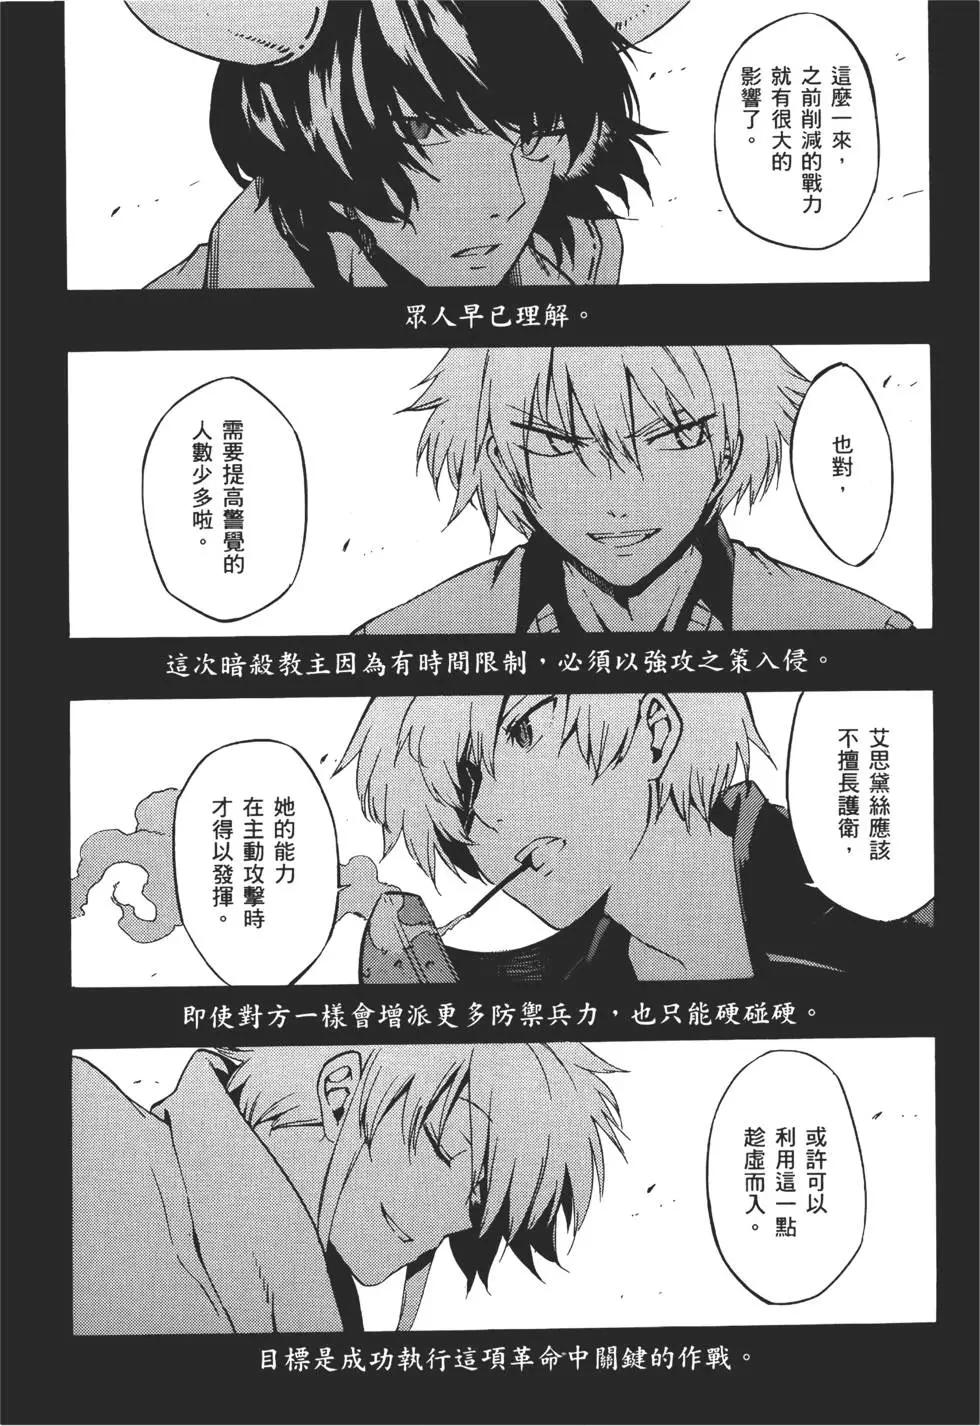 這麼一來，
之前削減的戰力
就有很大的
影響了。
眾人早已理解。
也對，
需要提高警覺的
人數少多啦。
這次暗殺教主因為有時間限制，必須以強攻之策入侵。
艾思黛絲應該
不擅長護衛，
她的能力
在主動攻擊時
才得以發揮。
即使對方一樣會增派更多防禦兵力，也只能硬碰硬。
或許可以
利用這一點
趁虛而入。
目標是成功執行這項革命中關鍵的作戰。